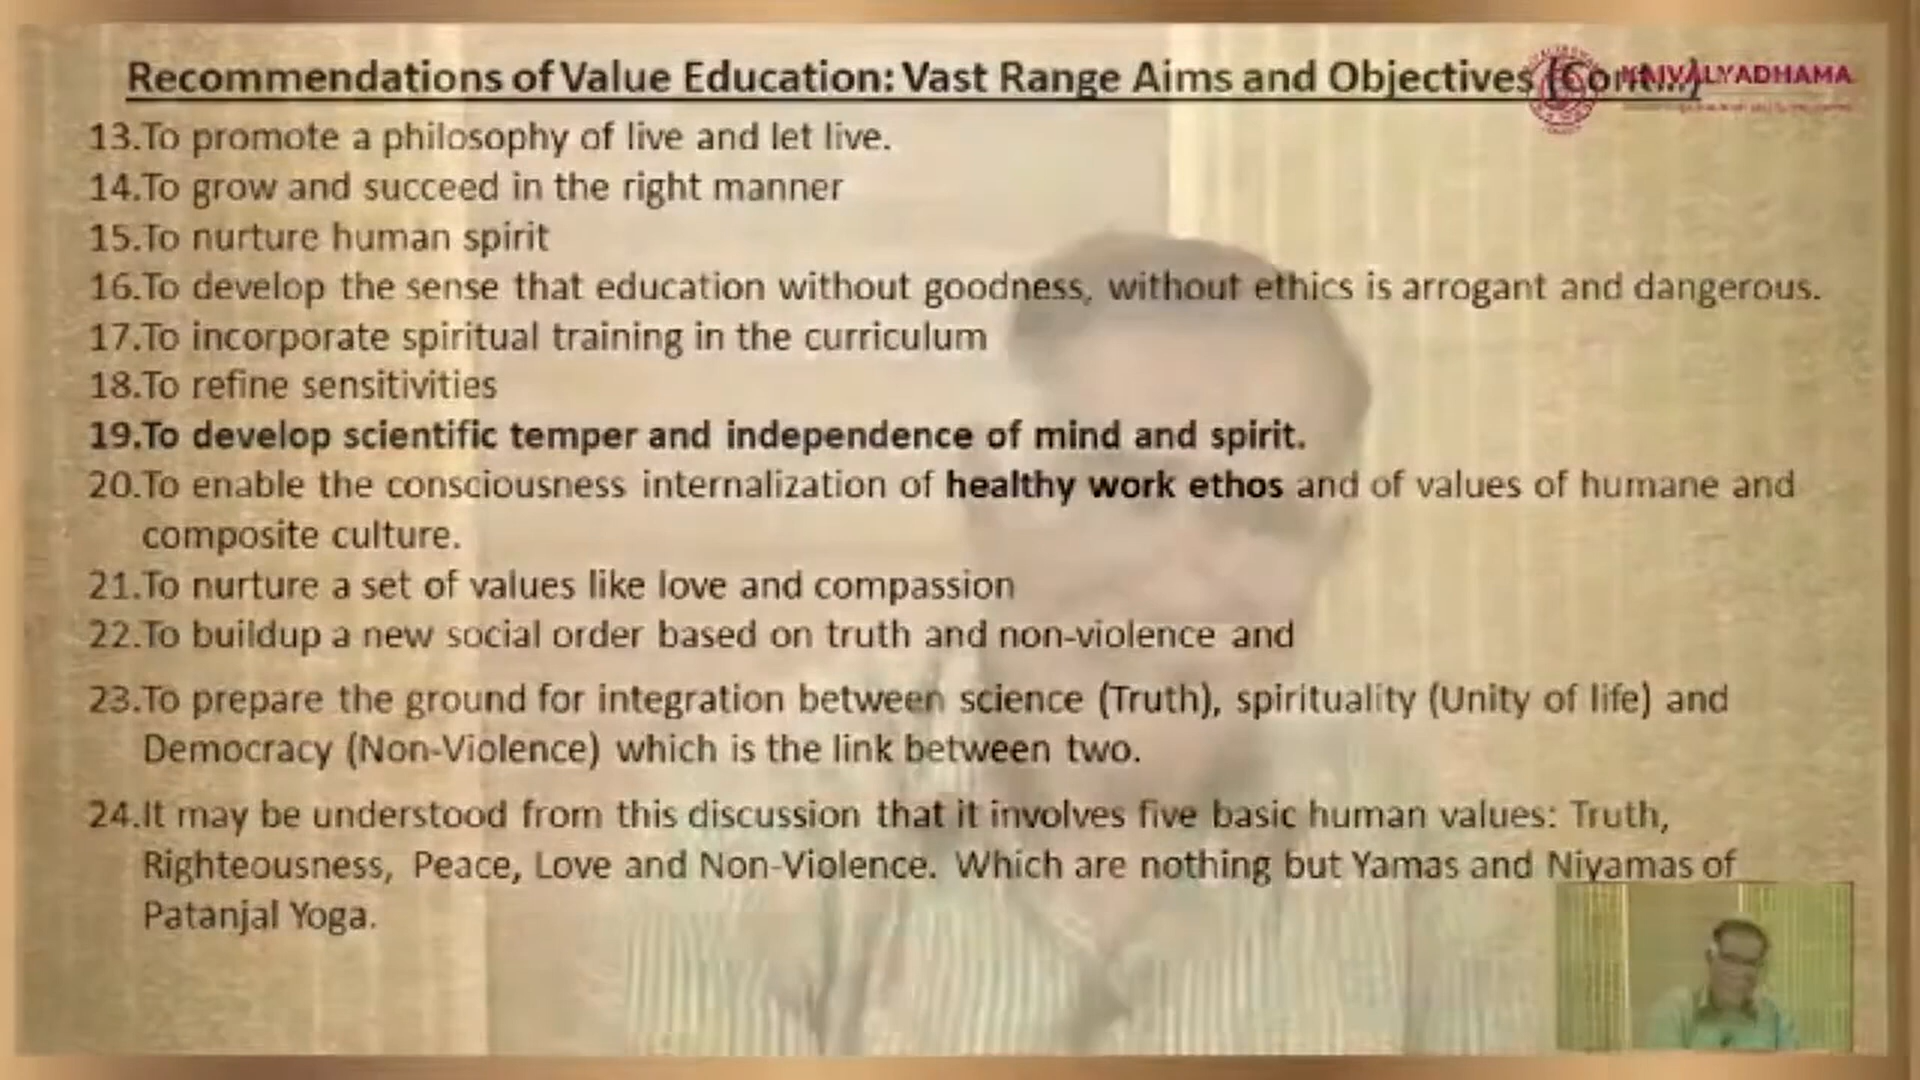 Recommendations of Value Education: Vast Range Aims and Objectives (Cont...)
KAIVALYADHAMA
13.To promote a philosophy of live and let live.
14.To grow and succeed in the right manner
15.To nurture human spirit
16.To develop the sense that education without goodness, without ethics is arrogant and dangerous.
17.To incorporate spiritual training in the curriculum
18.To refine sensitivities
19.To develop scientific temper and independence of mind and spirit.
20.To enable the consciousness internalization of healthy work ethos and of values of humane and
composite culture.
21.To nurture a set of values like love and compassion
22.To buildup a new social order based on truth and non-violence and
23.To prepare the ground for integration between science (Truth), spirituality (Unity of life) and
Democracy (Non-Violence) which is the link between two.
24.It may be understood from this discussion that it involves five basic human values: Truth,
Righteousness, Peace, Love and Non-Violence. Which are nothing but Yamas and Niyamas of
Patanjal Yoga.